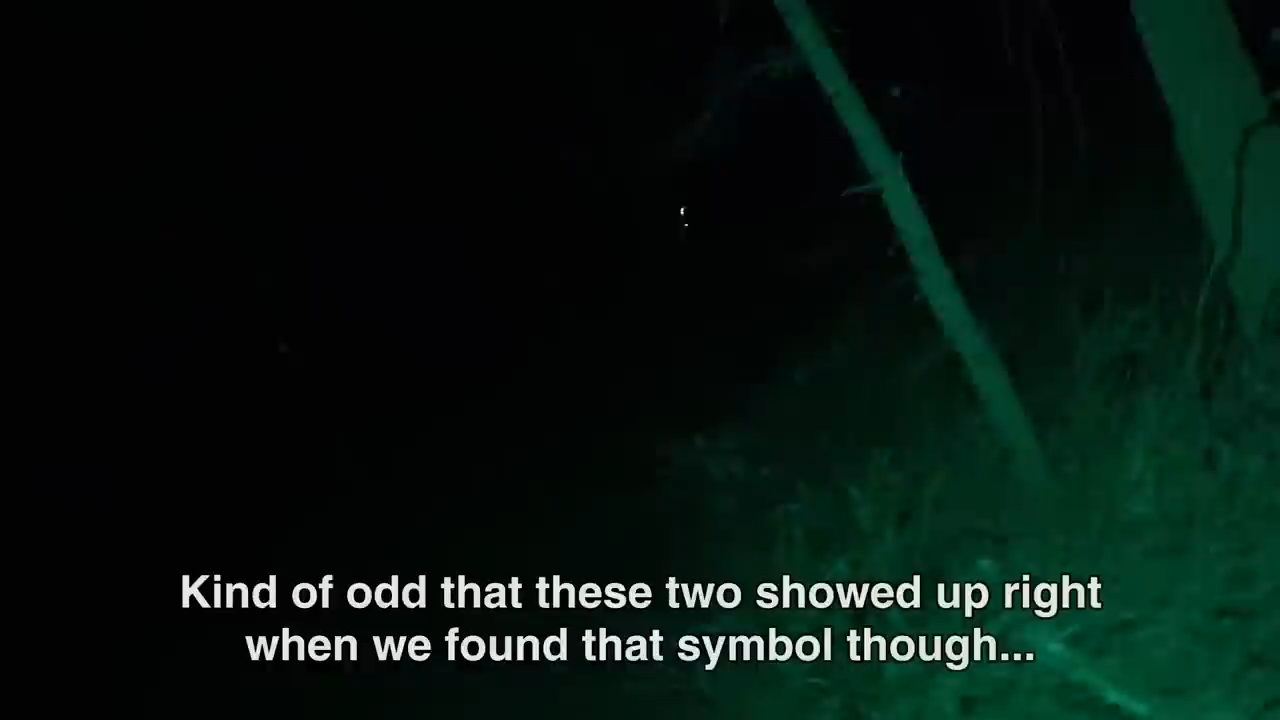 Kind of odd that these two showed up right
when we found that symbol though...